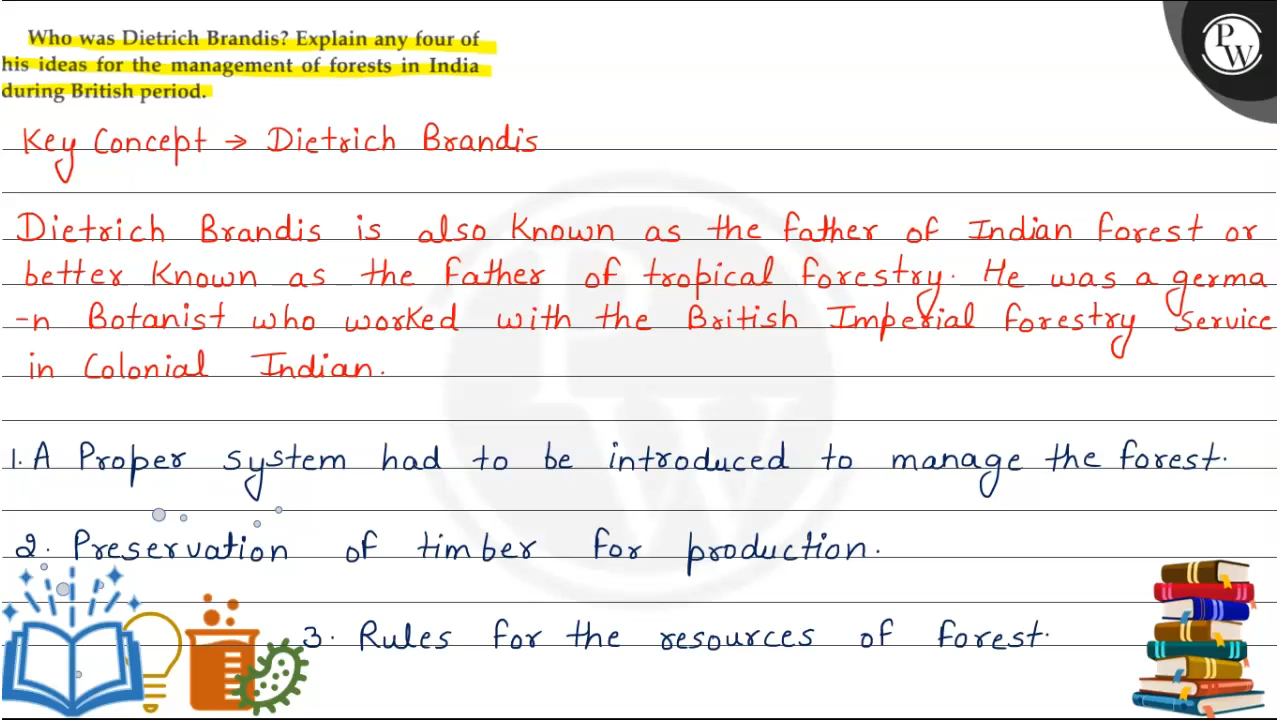 Who was Dietrich Brandis? Explain any four of
his ideas for the management of forests in India
during British period.
PW
Key Concept → Dietrich Brandis
Dietrich Brandis is also known as the father of Indian forest or
better known as the father of tropical forestry. He was a germa
-n Botanist who worked with the British Imperial forestry service
in Colonial Indian.
1. A Proper system had to be introduced to manage the forest.
2. Preservation of timber for production.
3. Rules for the resources of forest.